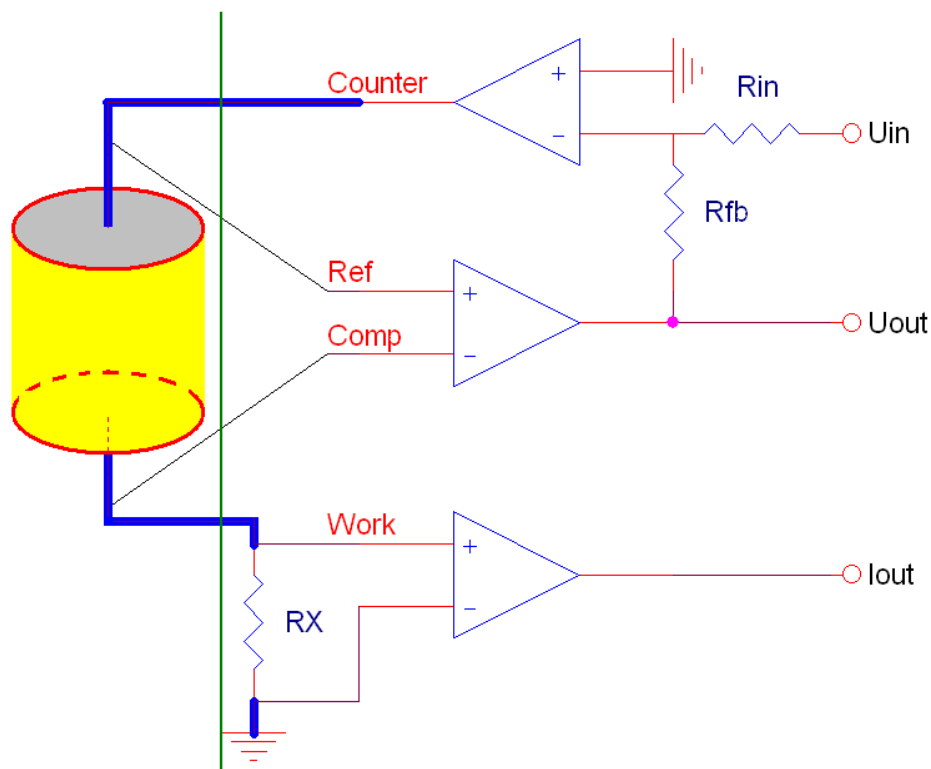 Counter
+
−
Rin
Uin
Rfb
Ref
+
Uout
Comp
−
Work
+
Iout
−
RX